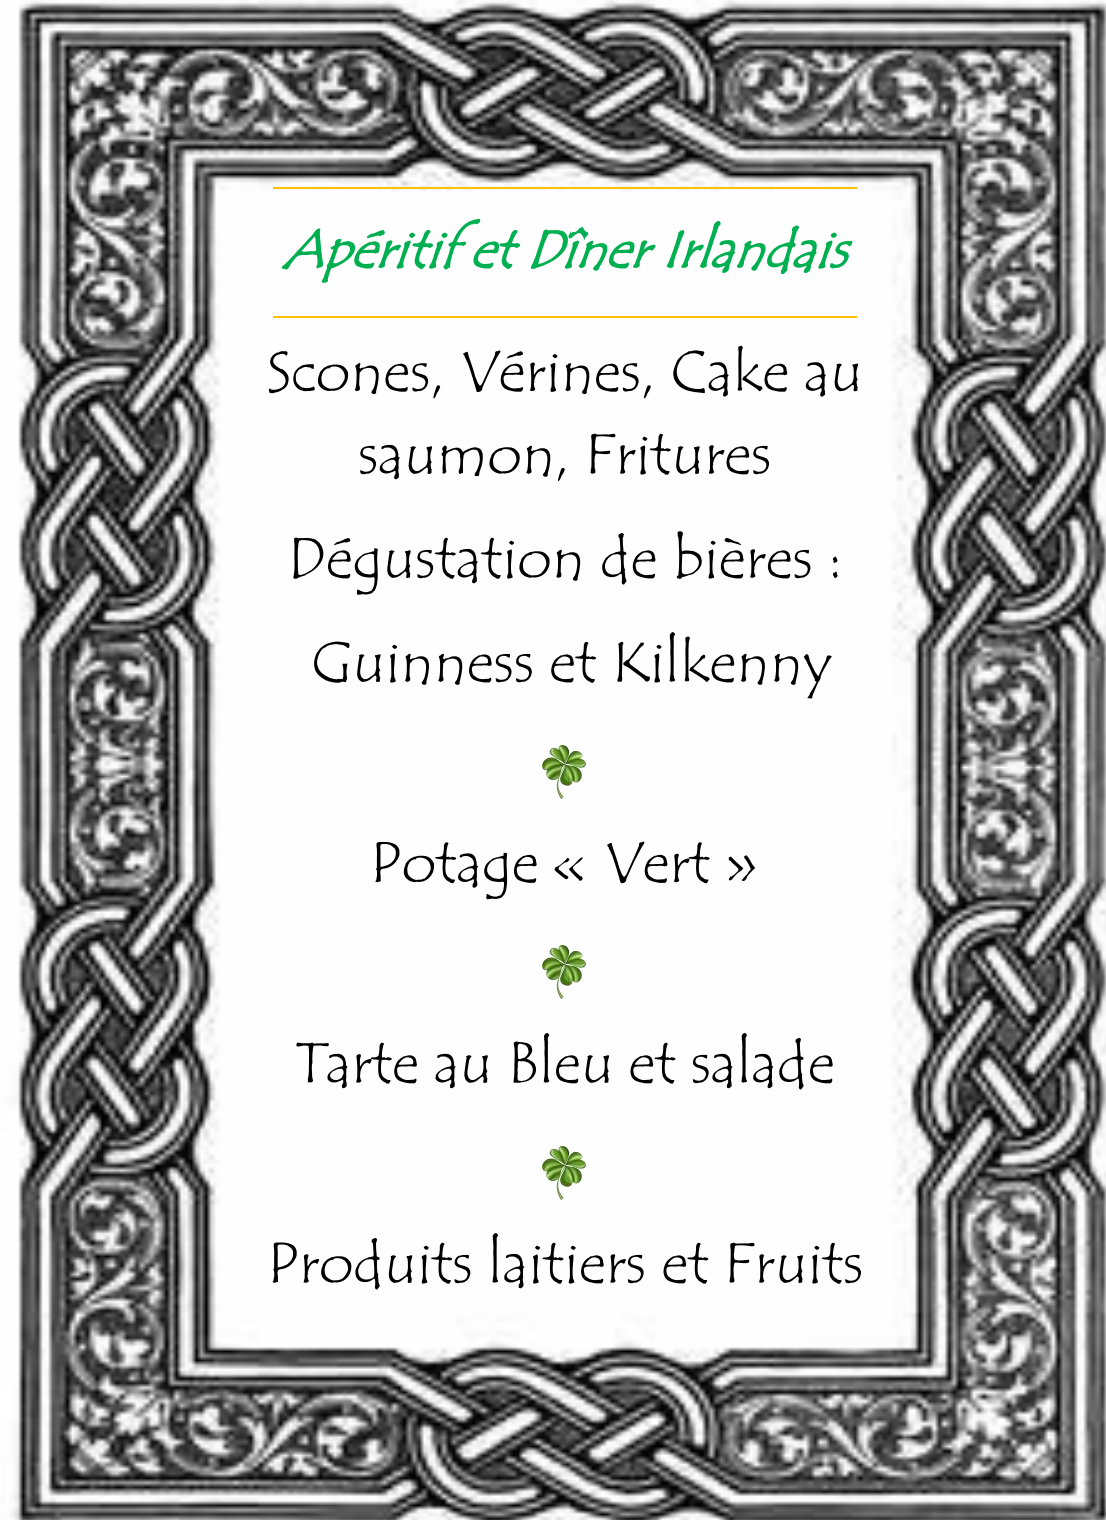 Apéritif et Dîner Irlandais
Scones, Vérines, Cake au
saumon, Fritures
Dégustation de bières :
Guinness et Kilkenny
Potage « Vert »
Tarte au Bleu et salade
Produits laitiers et Fruits